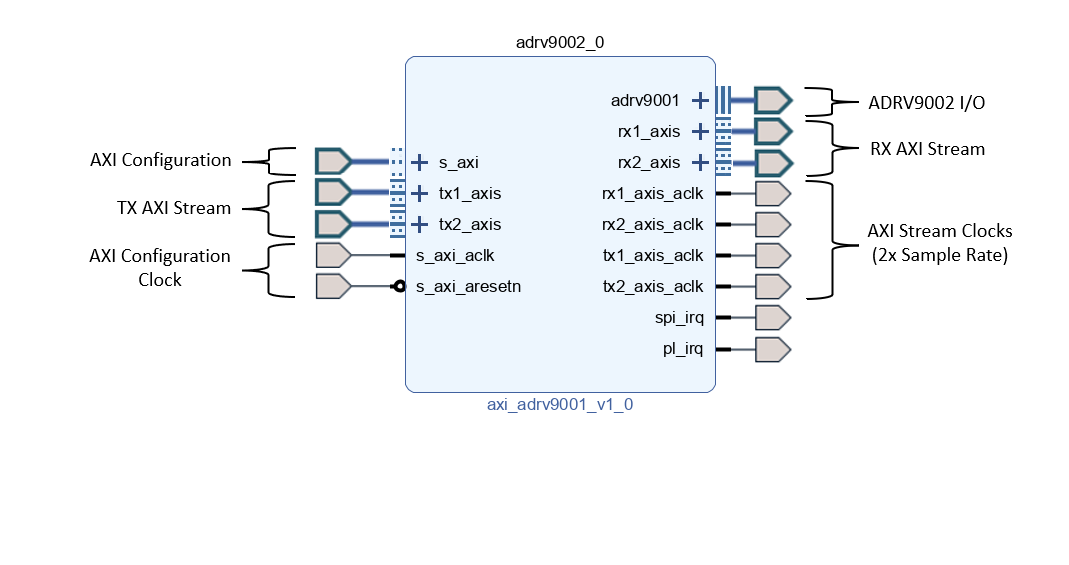 adrv9002_0
AXI Configuration
TX AXI Stream
AXI Configuration
Clock
s_axi
tx1_axis
tx2_axis
s_axi_aclk
s_axi_aresetn
adrv9001
rx1_axis
rx2_axis
rx1_axis_aclk
rx2_axis_aclk
tx1_axis_aclk
tx2_axis_aclk
spi_irq
pl_irq
ADRV9002 I/O
RX AXI Stream
AXI Stream Clocks
(2x Sample Rate)
axi_adrv9001_v1_0